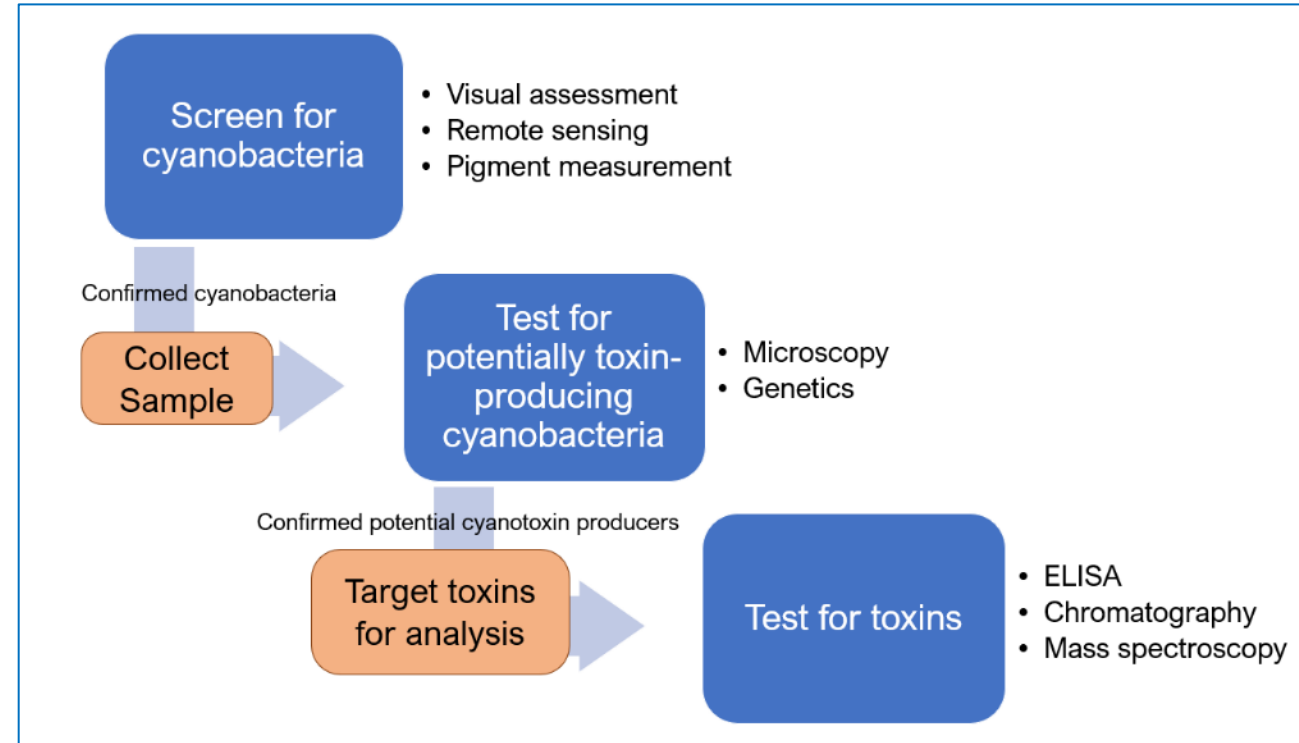 Screen for
cyanobacteria
• Visual assessment
• Remote sensing
• Pigment measurement
Confirmed cyanobacteria
Collect
Sample
Test for
potentially toxin-
producing
cyanobacteria
• Microscopy
• Genetics
Confirmed potential cyanotoxin producers
Target toxins
for analysis
Test for toxins
• ELISA
• Chromatography
• Mass spectroscopy